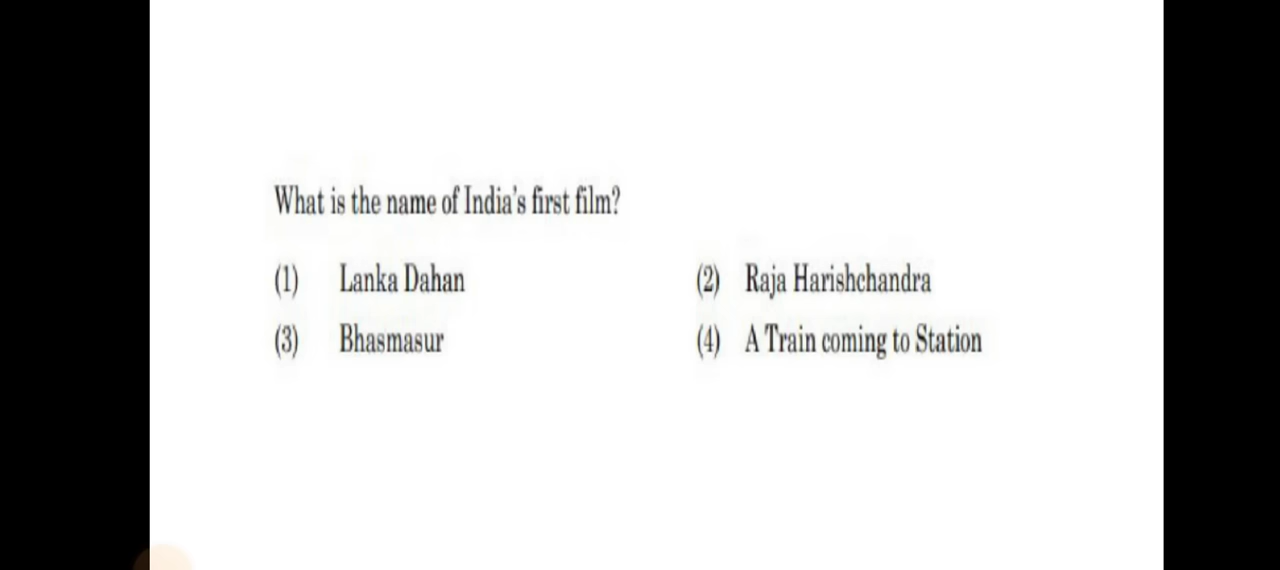 What is the name of India's first film?
(1) Lanka Dahan (2) Raja Harishchandra
(3) Bhasmasur (4) A Train coming to Station